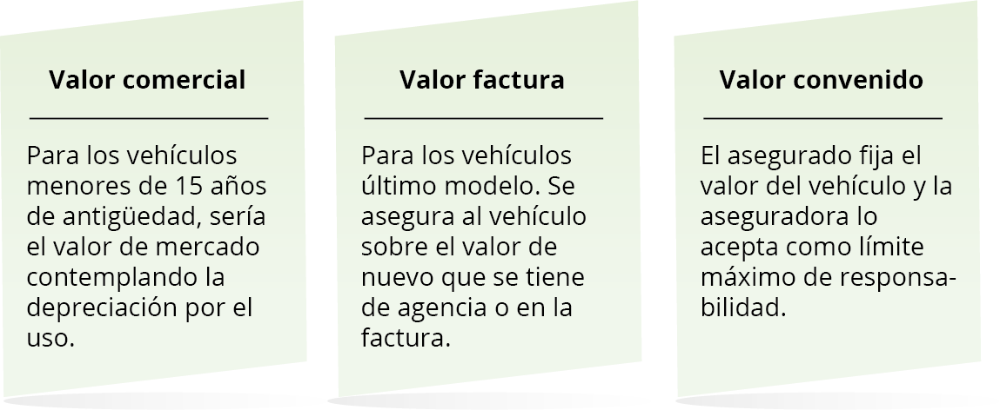 Valor comercial
Para los vehículos
menores de 15 años
de antigüedad, sería
el valor de mercado
contemplando la
depreciación por el
uso.
Valor factura
Para los vehículos
último modelo. Se
asegura al vehículo
sobre el valor de
nuevo que se tiene
de agencia o en la
factura.
Valor convenido
El asegurado fija el
valor del vehículo y la
aseguradora lo
acepta como límite
máximo de responsa-
bilidad.